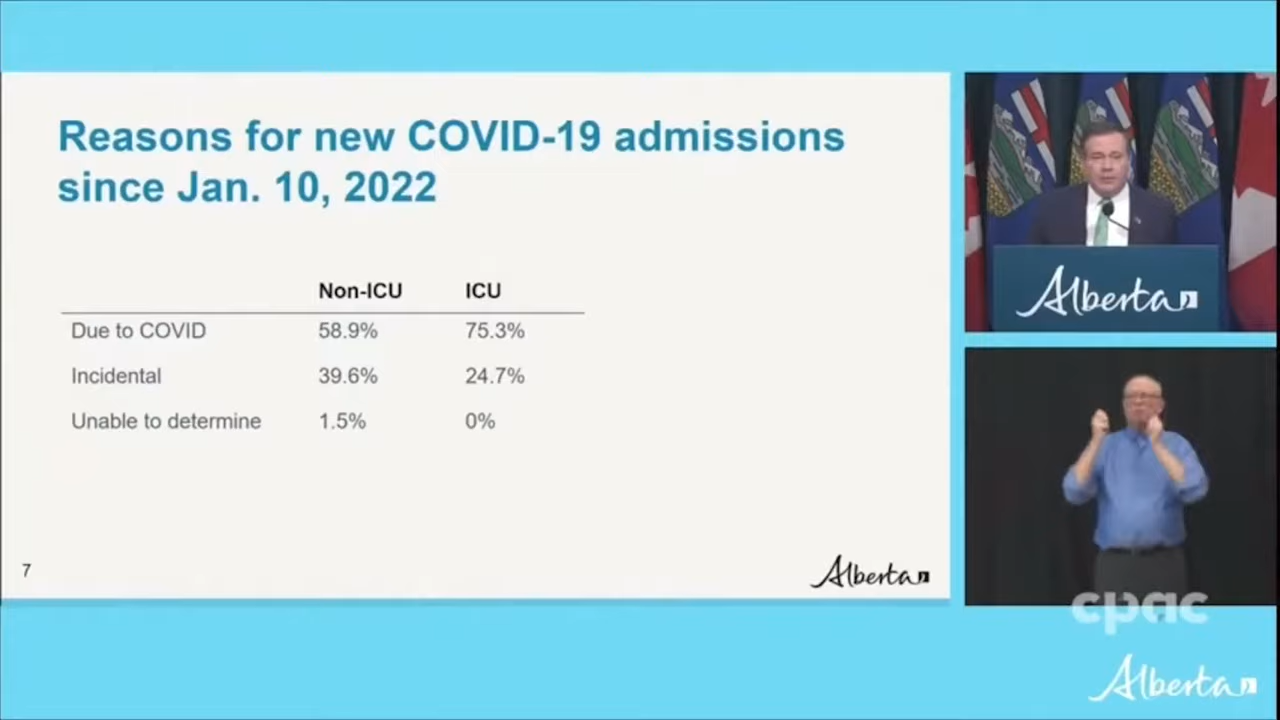 Reasons for new COVID-19 admissions
since Jan. 10, 2022
Non-ICU ICU
Due to COVID 58.9% 75.3%
Incidental 39.6% 24.7%
Unable to determine 1.5% 0%
7
Alberta
Alberta
cpac
Alberta